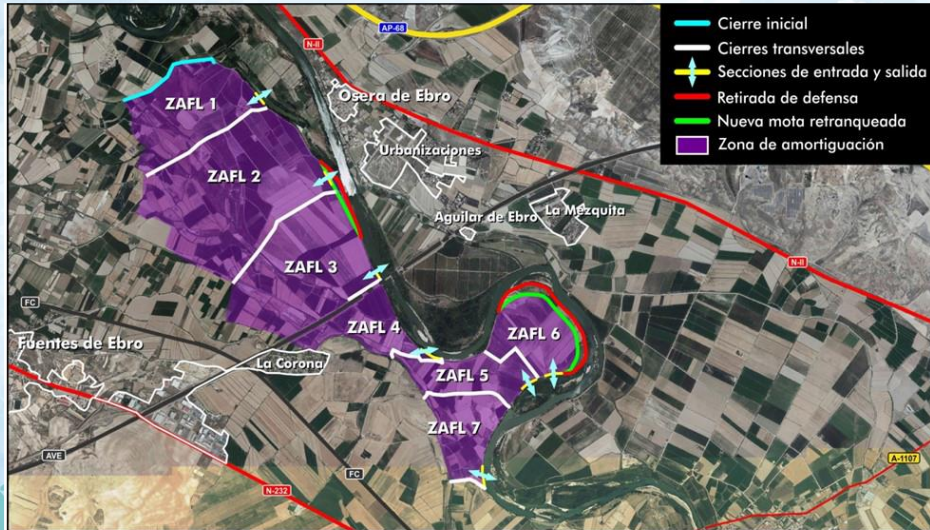 AP-68
N-II
Osera de Ebro
Urbanizaciones
Aguilar de Ebro
La Mezquita
N-II
ZAFL 1
ZAFL 2
ZAFL 3
ZAFL 4
ZAFL 5
ZAFL 6
ZAFL 7
FC
Fuentes de Ebro
La Corona
AVE
FC
N-232
A-1107
Cierre inicial
Cierres transversales
Secciones de entrada y salida
Retirada de defensa
Nueva mota retranqueada
Zona de amortiguación